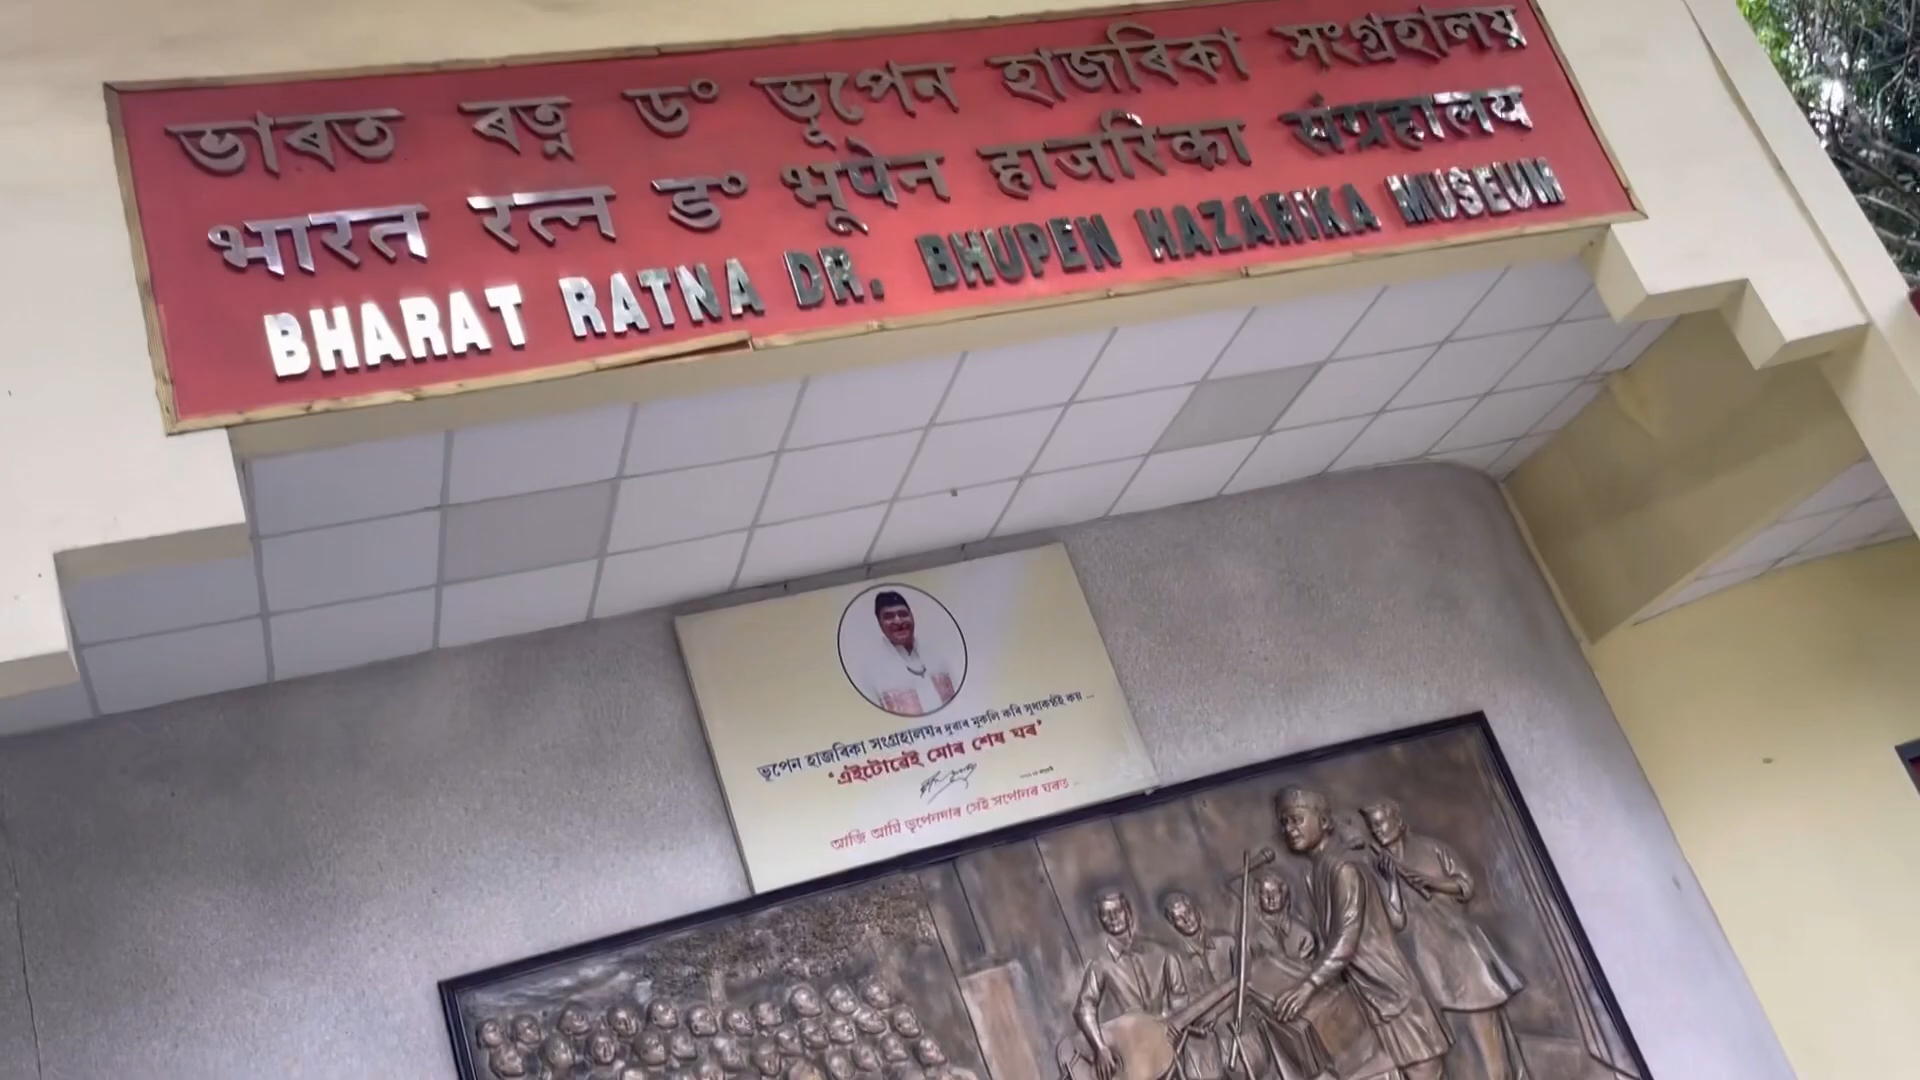 ভাৰত ৰত্ন ড° ভূপেন হাজৰিকা সংগ্ৰহালয়
भारत रत्न ड° भूपेन हाजरिका संग्रहालय
BHARAT RATNA DR. BHUPEN HAZARIKA MUSEUM
ভূপেন হাজৰিকা সংগ্ৰহালয়ৰ দুৱাৰ মুকলি কৰি সুধাকণ্ঠই কয় ...
‘এইটোৱেই মোৰ শেষ ঘৰ’
আজি আমি ভূপেনদাৰ সেই সপোনৰ ঘৰত ..